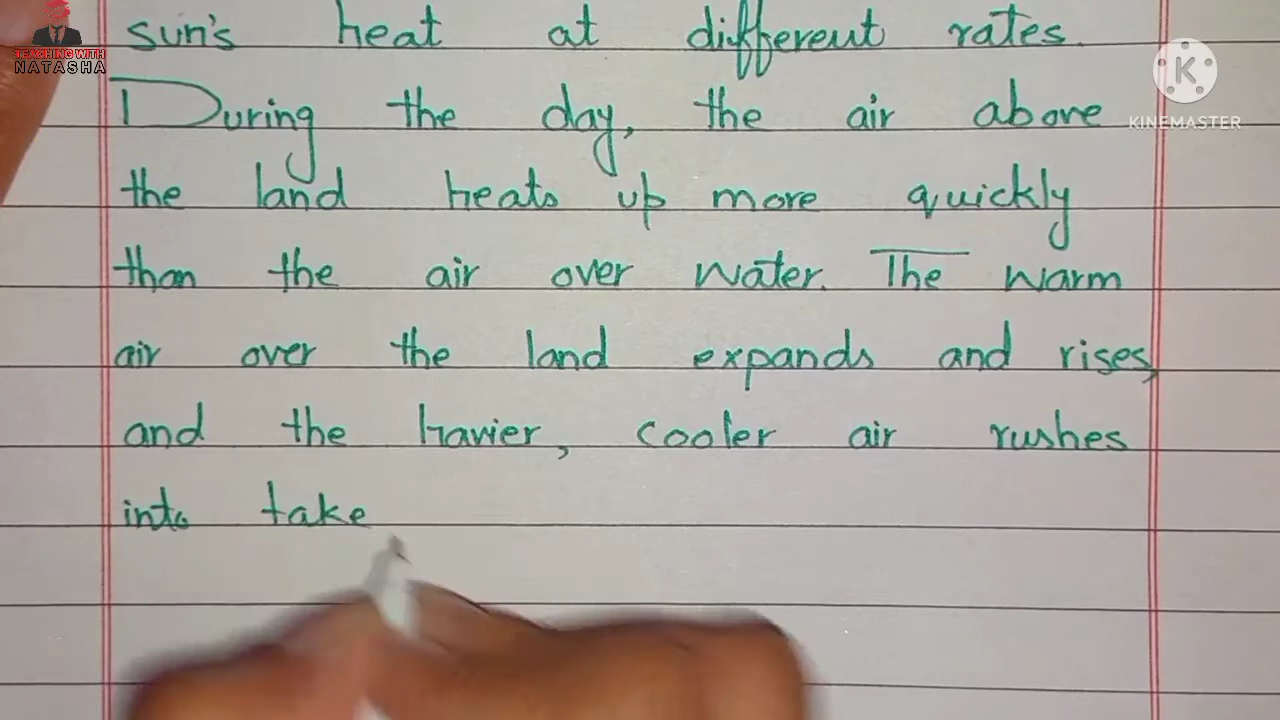 TEACHING WITH
NATASHA
K
KINEMASTER
sun's heat at different rates.
During the day, the air above
the land heats up more quickly
than the air over water. The warm
air over the land expands and rises,
and the havier, cooler air rushes
into take